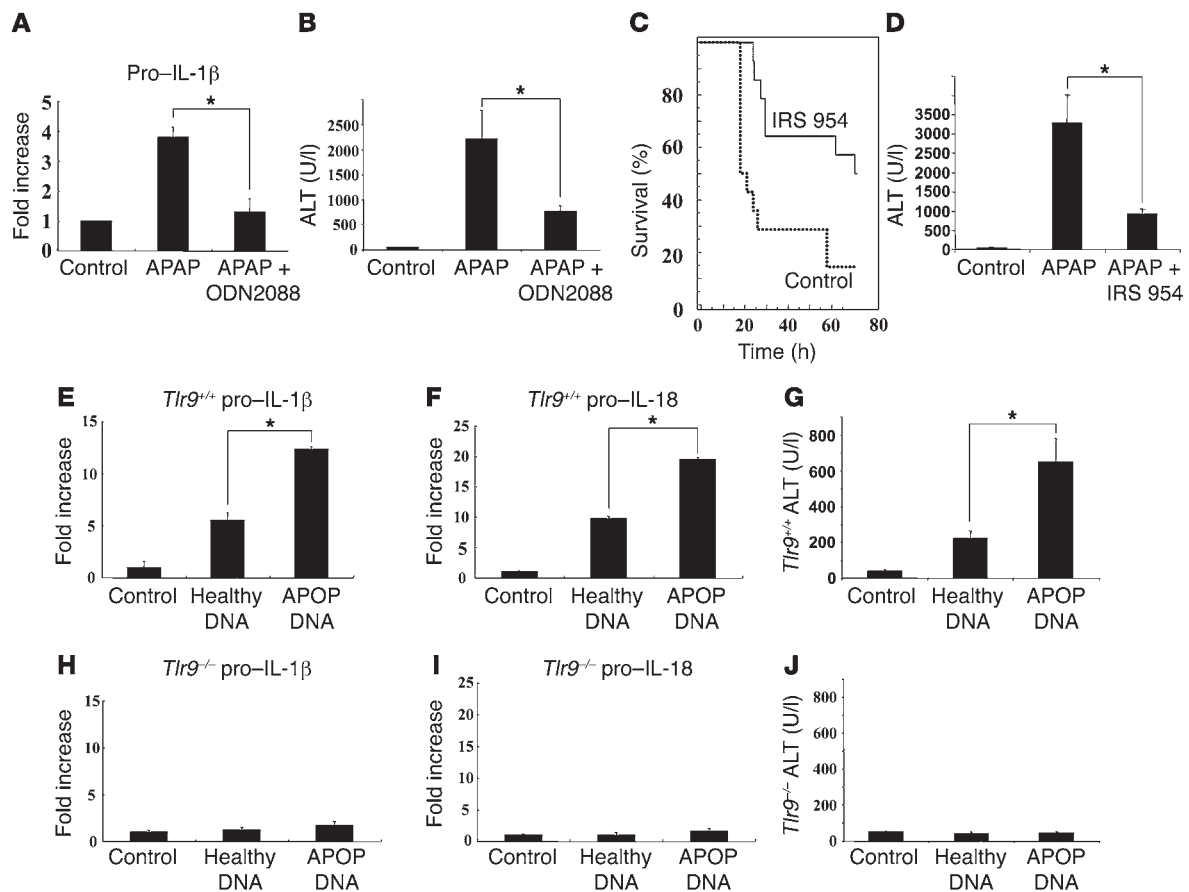 A
Pro–IL-1β
Fold increase
5
4
3
2
1
0
*
Control
APAP
APAP +
ODN2088
B
ALT (U/l)
2500
2000
1500
1000
500
0
*
Control
APAP
APAP +
ODN2088
C
Survival (%)
80
60
40
20
0
IRS 954
Control
0
20
40
60
80
Time (h)
D
ALT (U/l)
3500
3000
2500
2000
1500
1000
500
0
*
Control
APAP
APAP +
IRS 954
E
Tlr9+/+ pro–IL-1β
Fold increase
15
10
5
0
*
Control
Healthy
DNA
APOP
DNA
F
Tlr9+/+ pro–IL-18
Fold increase
25
20
15
10
5
0
*
Control
Healthy
DNA
APOP
DNA
G
Tlr9+/+ ALT (U/l)
800
600
400
200
0
*
Control
Healthy
DNA
APOP
DNA
H
Tlr9–/– pro–IL-1β
Fold increase
15
10
5
0
Control
Healthy
DNA
APOP
DNA
I
Tlr9–/– pro–IL-18
Fold increase
25
20
15
10
5
0
Control
Healthy
DNA
APOP
DNA
J
Tlr9–/– ALT (U/l)
800
600
400
200
0
Control
Healthy
DNA
APOP
DNA